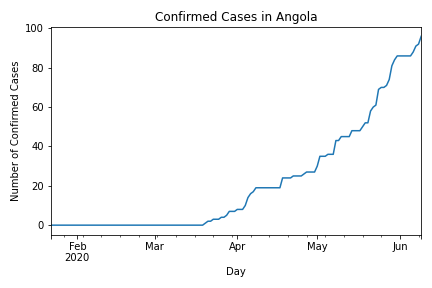 Confirmed Cases in Angola
Number of Confirmed Cases
100
80
60
40
20
0
Feb Mar Apr May Jun
2020
Day